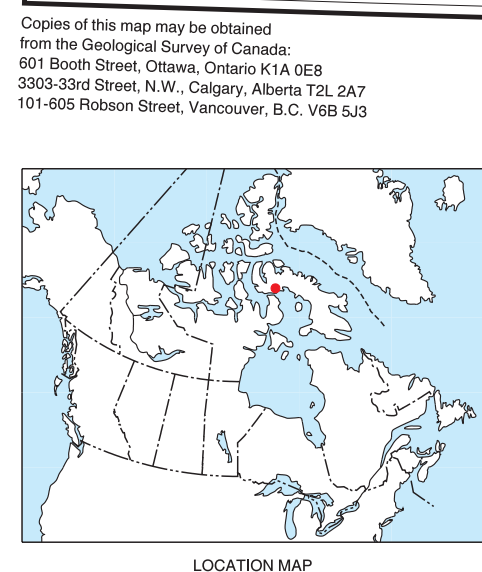 Copies of this map may be obtained
from the Geological Survey of Canada:
601 Booth Street, Ottawa, Ontario K1A 0E8
3303-33rd Street, N.W., Calgary, Alberta T2L 2A7
101-605 Robson Street, Vancouver, B.C. V6B 5J3
LOCATION MAP